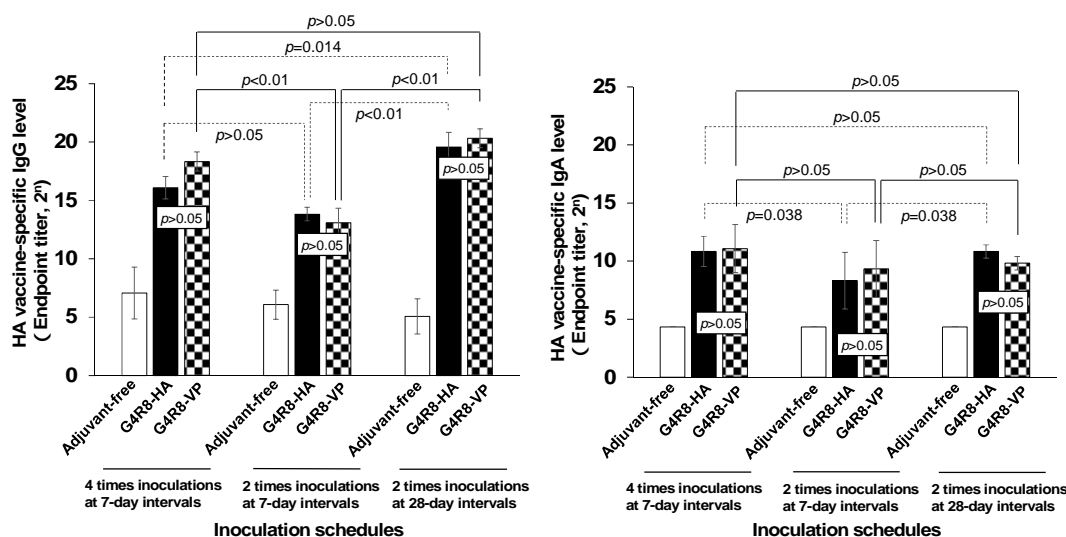 p>0.05
p=0.014
p<0.01
p<0.01
p>0.05
p<0.01
25
20
15
10
5
0
HA vaccine-specific IgG level
( Endpoint titer, 2ⁿ)
p>0.05
p>0.05
p>0.05
Adjuvant-free
G4R8-HA
G4R8-VP
Adjuvant-free
G4R8-HA
G4R8-VP
Adjuvant-free
G4R8-HA
G4R8-VP
4 times inoculations
at 7-day intervals
2 times inoculations
at 7-day intervals
2 times inoculations
at 28-day intervals
Inoculation schedules
p>0.05
p>0.05
p>0.05
p>0.05
p=0.038
p=0.038
25
20
15
10
5
0
HA vaccine-specific IgA level
( Endpoint titer, 2ⁿ)
p>0.05
p>0.05
p>0.05
Adjuvant-free
G4R8-HA
G4R8-VP
Adjuvant-free
G4R8-HA
G4R8-VP
Adjuvant-free
G4R8-HA
G4R8-VP
4 times inoculations
at 7-day intervals
2 times inoculations
at 7-day intervals
2 times inoculations
at 28-day intervals
Inoculation schedules